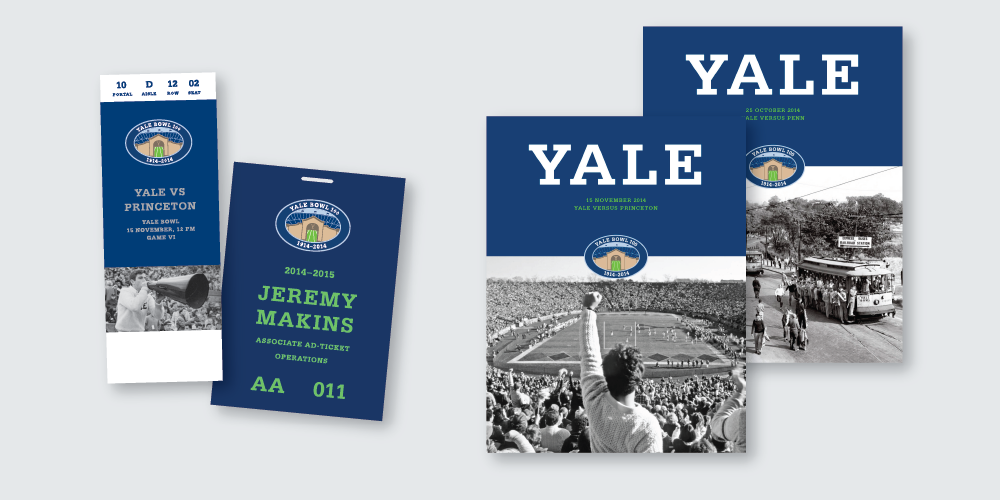 10 D 12 02
PORTAL AISLE ROW SEAT
YALE BOWL 100
1914-2014
YALE VS
PRINCETON
YALE BOWL
15 NOVEMBER, 12 PM
GAME VI
YALE BOWL 100
1914-2014
2014–2015
JEREMY
MAKINS
ASSOCIATE AD-TICKET
OPERATIONS
AA 011
YALE
15 NOVEMBER 2014
YALE VERSUS PRINCETON
YALE BOWL 100
1914-2014
YALE
25 OCTOBER 2014
ALE VERSUS PENN
YALE BOWL 100
1914-2014